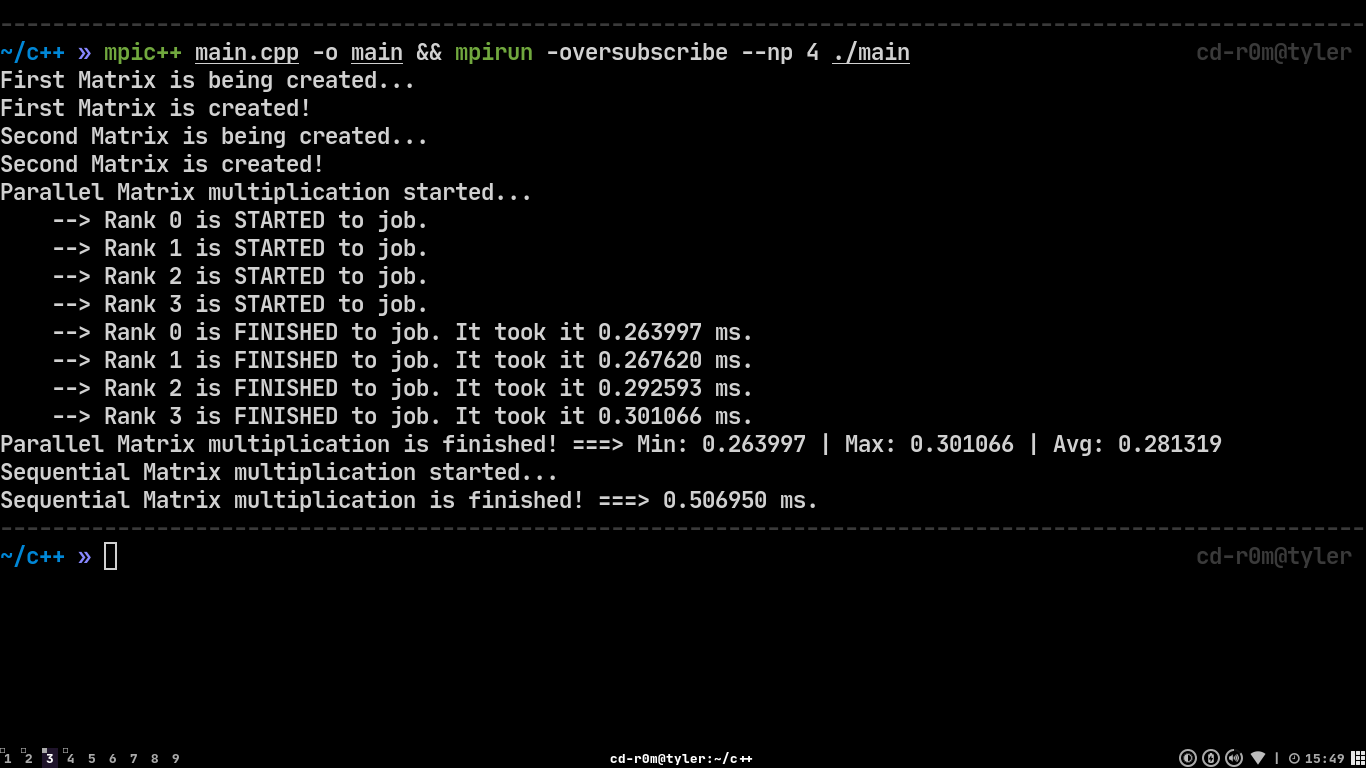 ~/c++ » mpic++ main.cpp -o main && mpirun -oversubscribe --np 4 ./main cd-r0m@tyler
First Matrix is being created...
First Matrix is created!
Second Matrix is being created...
Second Matrix is created!
Parallel Matrix multiplication started...
    --> Rank 0 is STARTED to job.
    --> Rank 1 is STARTED to job.
    --> Rank 2 is STARTED to job.
    --> Rank 3 is STARTED to job.
    --> Rank 0 is FINISHED to job. It took it 0.263997 ms.
    --> Rank 1 is FINISHED to job. It took it 0.267620 ms.
    --> Rank 2 is FINISHED to job. It took it 0.292593 ms.
    --> Rank 3 is FINISHED to job. It took it 0.301066 ms.
Parallel Matrix multiplication is finished! ===> Min: 0.263997 | Max: 0.301066 | Avg: 0.281319
Sequential Matrix multiplication started...
Sequential Matrix multiplication is finished! ===> 0.506950 ms.
~/c++ » cd-r0m@tyler
1 2 3 4 5 6 7 8 9 cd-r0m@tyler:~/c++ | 15:49